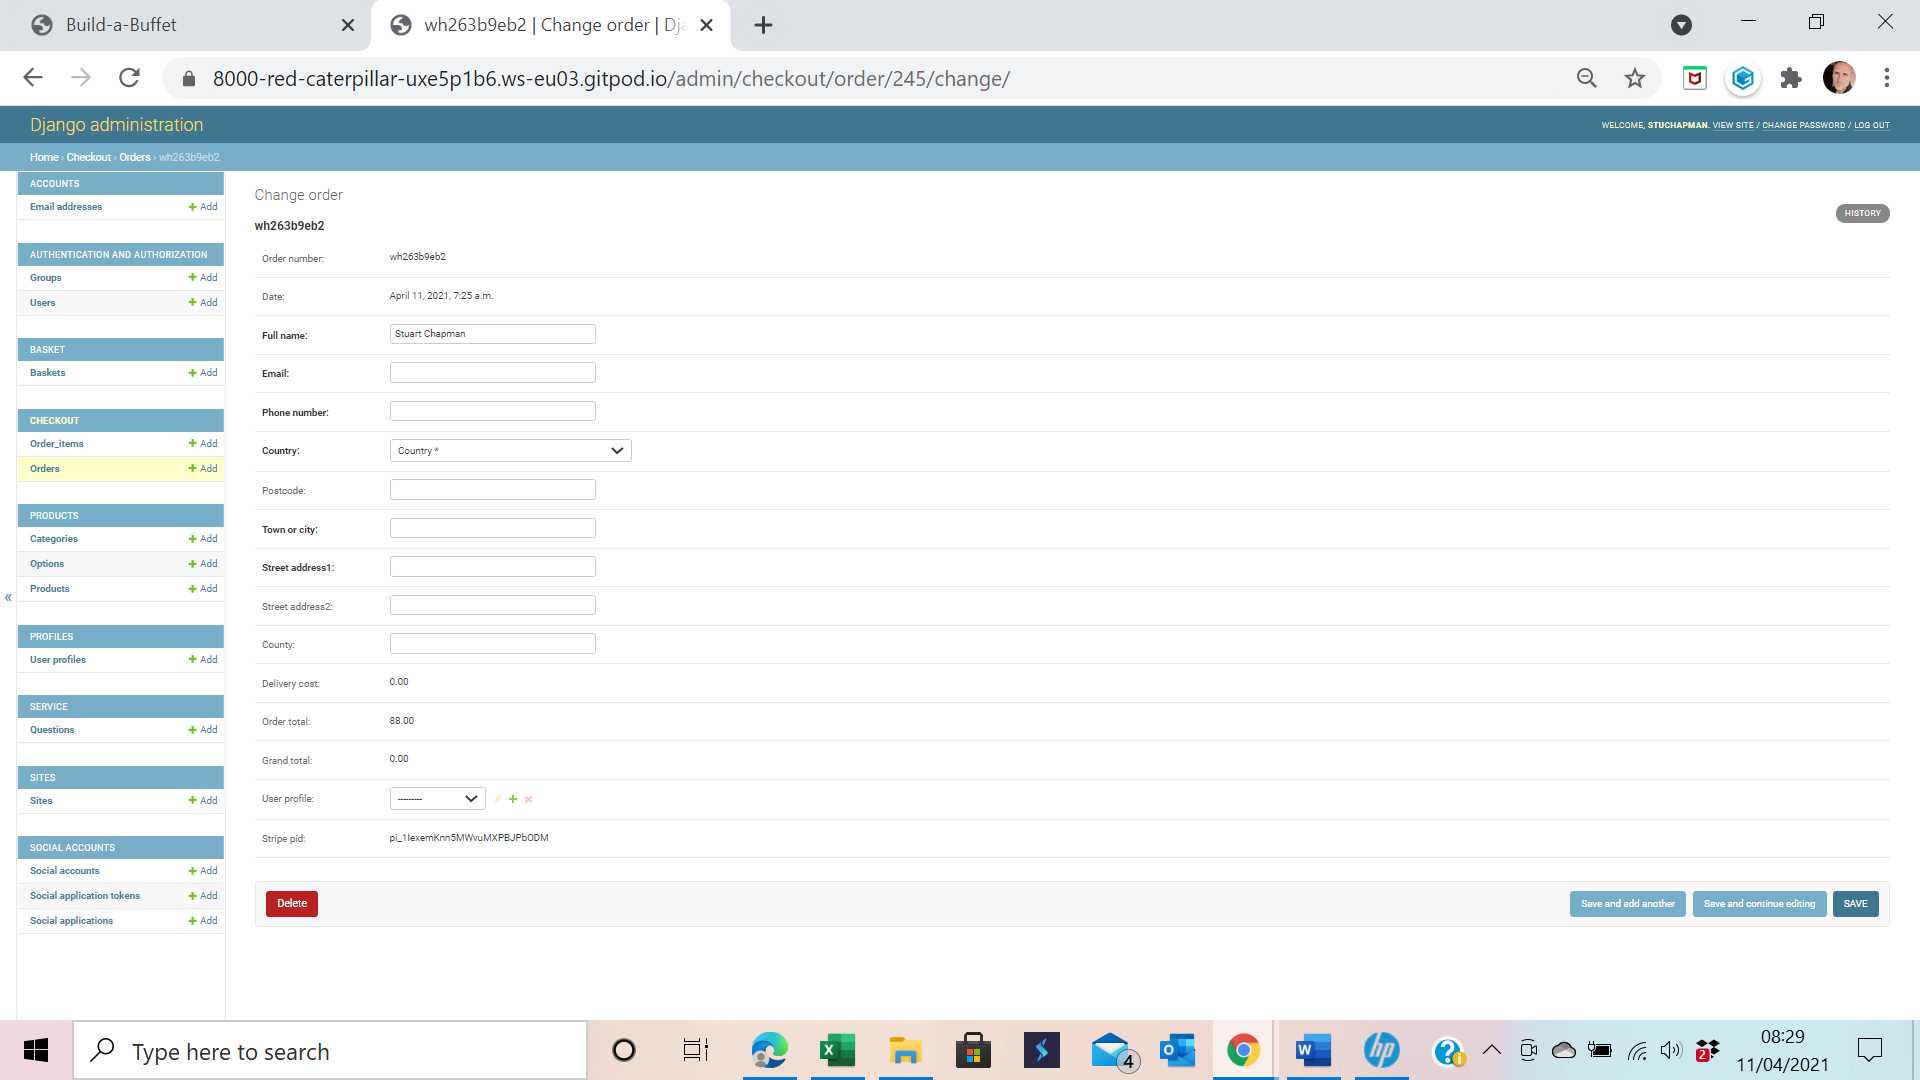 Build-a-Buffet
wh263b9eb2 | Change order | Dja
8000-red-caterpillar-uxe5p1b6.ws-eu03.gitpod.io/admin/checkout/order/245/change/
Django administration
WELCOME, STUCHAPMAN. VIEW SITE / CHANGE PASSWORD / LOG OUT
Home › Checkout › Orders › wh263b9eb2
ACCOUNTS
Email addresses + Add
AUTHENTICATION AND AUTHORIZATION
Groups + Add
Users + Add
BASKET
Baskets + Add
CHECKOUT
Order_items + Add
Orders + Add
PRODUCTS
Categories + Add
Options + Add
Products + Add
PROFILES
User profiles + Add
SERVICE
Questions + Add
SITES
Sites + Add
SOCIAL ACCOUNTS
Social accounts + Add
Social application tokens + Add
Social applications + Add
«
Change order
HISTORY
wh263b9eb2
Order number: wh263b9eb2
Date: April 11, 2021, 7:25 a.m.
Full name: Stuart Chapman
Email:
Phone number:
Country: Country *
Postcode:
Town or city:
Street address1:
Street address2:
County:
Delivery cost: 0.00
Order total: 88.00
Grand total: 0.00
User profile: ---------
Stripe pid: pi_1IexemKnn5MWvuMXPBJPbODM
Delete
Save and add another
Save and continue editing
SAVE
Type here to search
4
2
08:29
11/04/2021